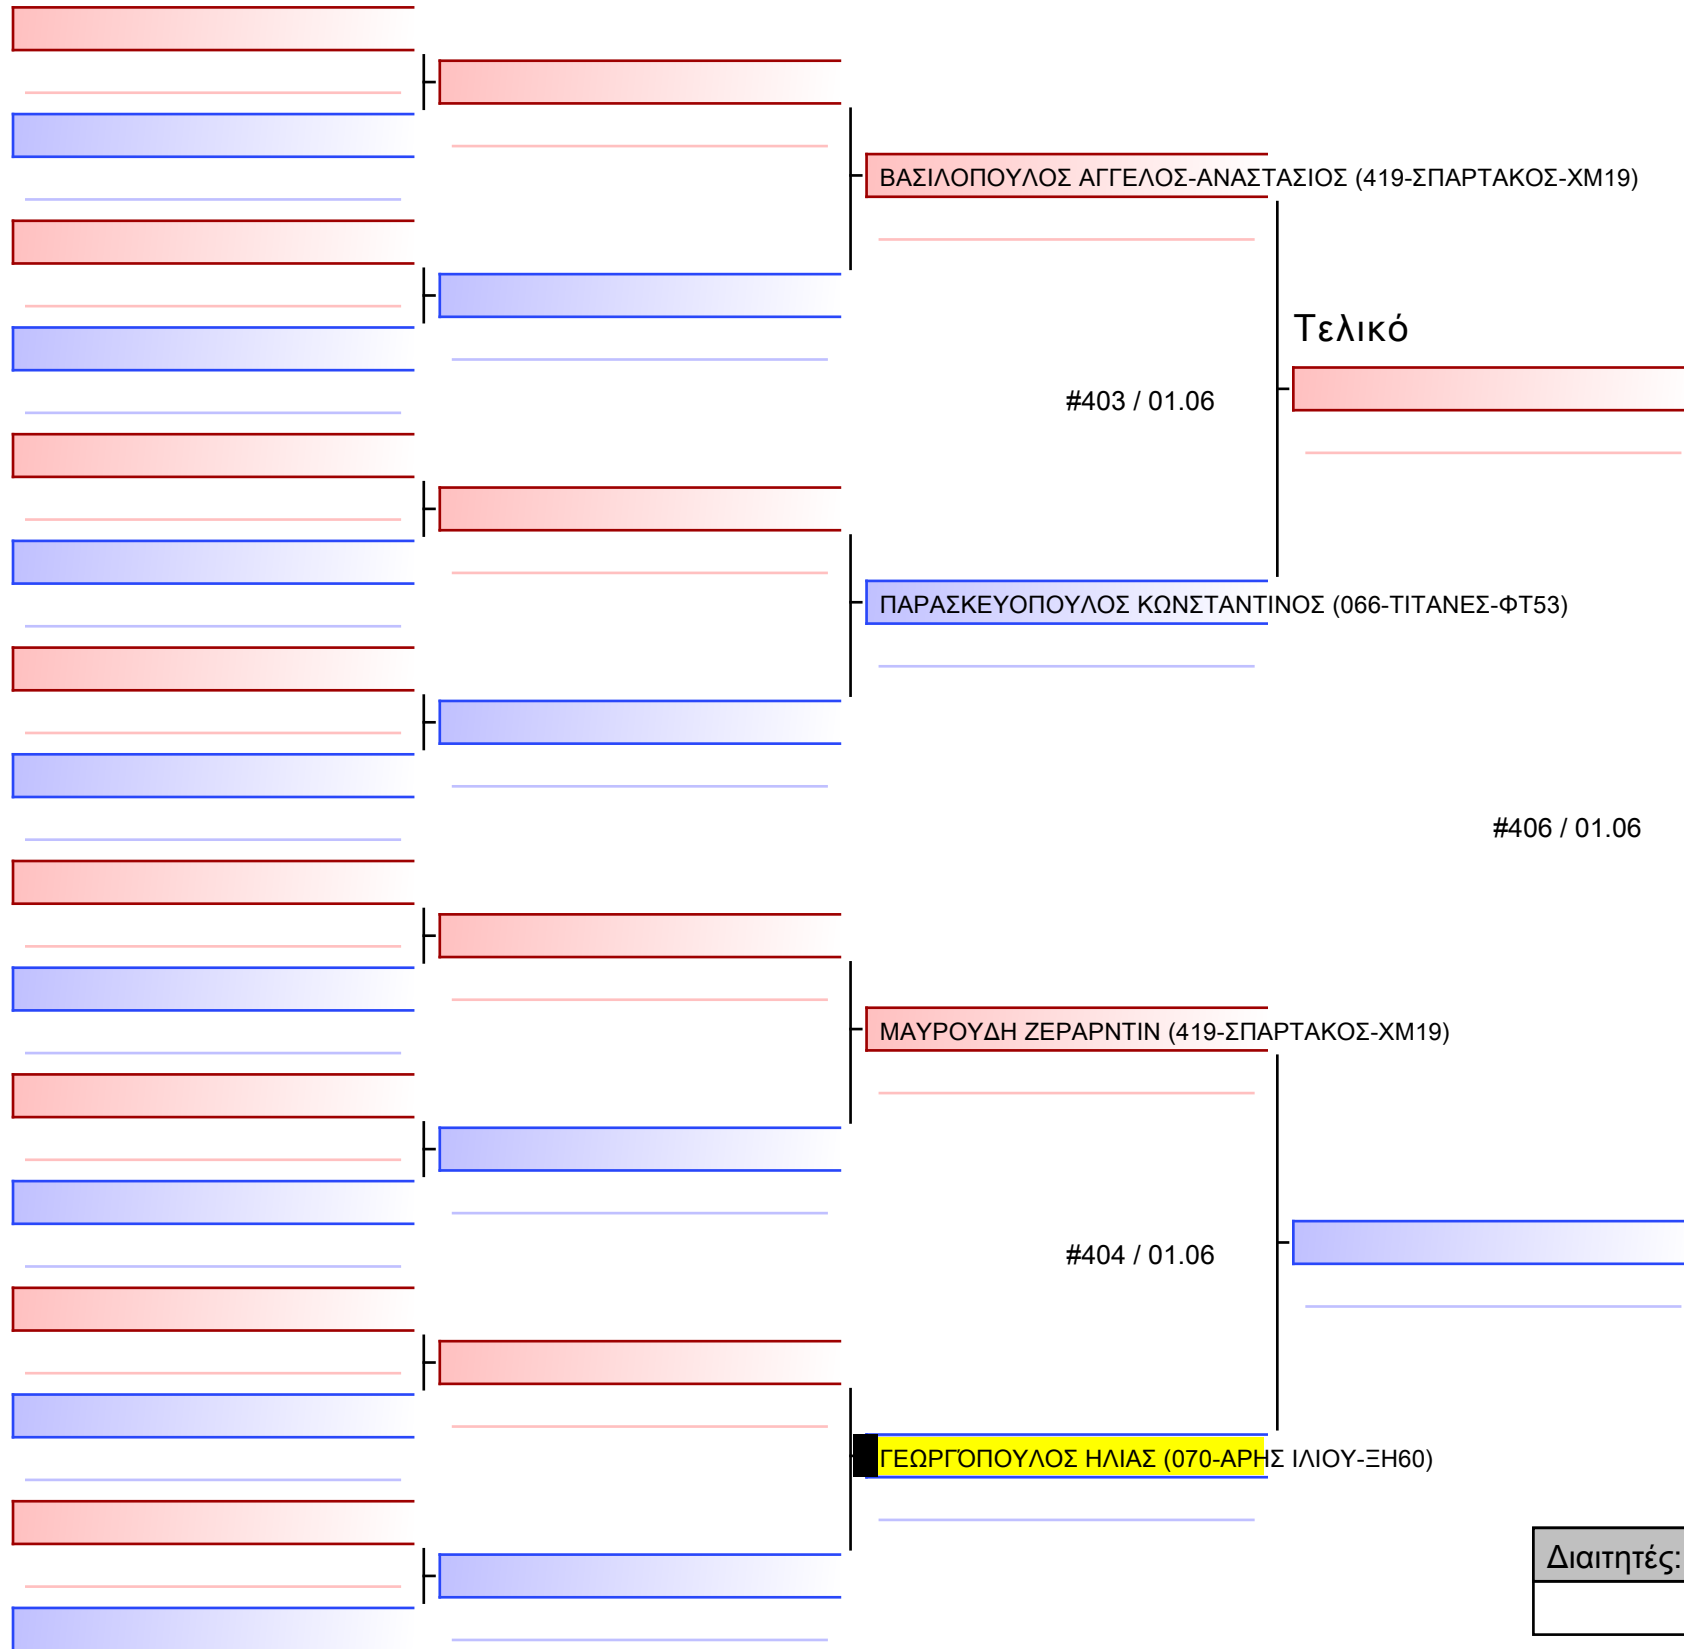 ΒΑΣΙΛΟΠΟΥΛΟΣ ΑΓΓΕΛΟΣ-ΑΝΑΣΤΑΣΙΟΣ (419-ΣΠΑΡΤΑΚΟΣ-ΧΜ19)
Τελικό
#403 / 01.06
ΠΑΡΑΣΚΕΥΟΠΟΥΛΟΣ ΚΩΝΣΤΑΝΤΙΝΟΣ (066-ΤΙΤΑΝΕΣ-ΦΤ53)
#406 / 01.06
ΜΑΥΡΟΥΔΗ ΖΕΡΑΡΝΤΙΝ (419-ΣΠΑΡΤΑΚΟΣ-ΧΜ19)
#404 / 01.06
ΓΕΩΡΓΌΠΟΥΛΟΣ ΗΛΙΑΣ (070-ΑΡΗΣ ΙΛΙΟΥ-ΞΗ60)
Διαιτητές: